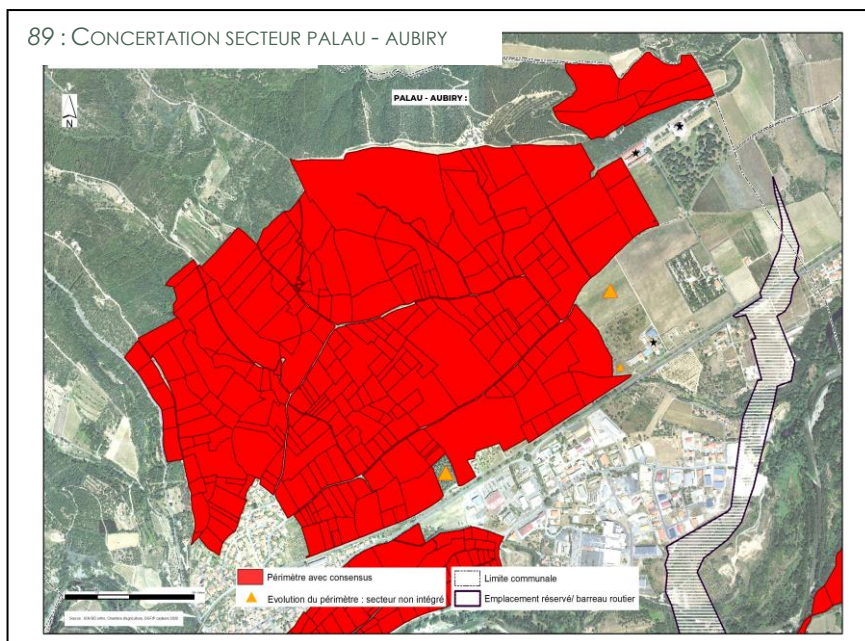 89 : CONCERTATION SECTEUR PALAU - AUBIRY
PALAU - AUBIRY :
N
Périmètre avec consensus
Evolution du périmètre : secteur non intégré
Limite communale
Emplacement réservé/ barreau routier